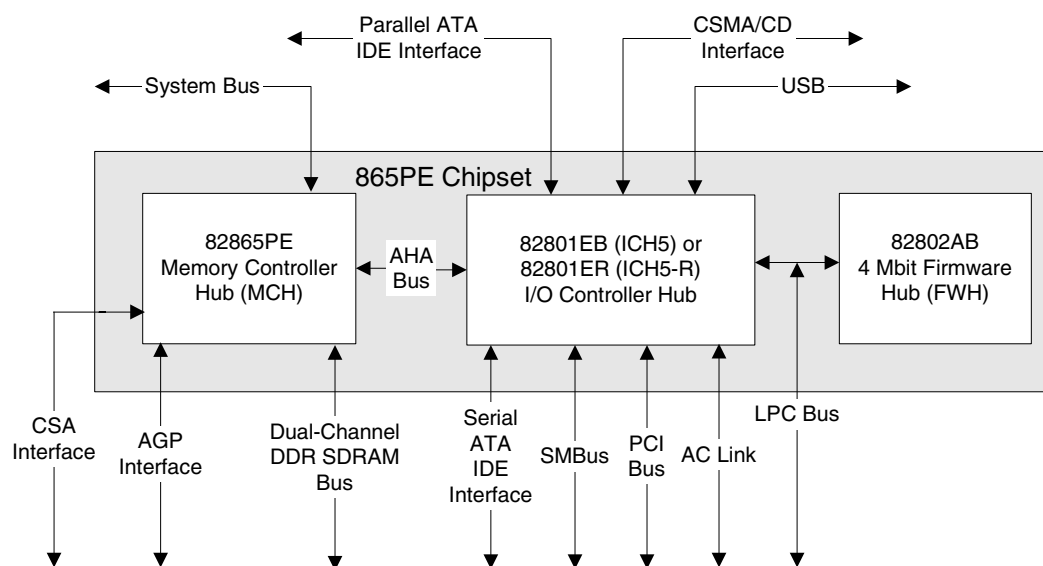 Parallel ATA
IDE Interface
CSMA/CD
Interface
System Bus
USB
865PE Chipset
82865PE
Memory Controller
Hub (MCH)
AHA
Bus
82801EB (ICH5) or
82801ER (ICH5-R)
I/O Controller Hub
82802AB
4 Mbit Firmware
Hub (FWH)
CSA
Interface
AGP
Interface
Dual-Channel
DDR SDRAM
Bus
Serial
ATA
IDE
Interface
SMBus
PCI
Bus
AC Link
LPC Bus